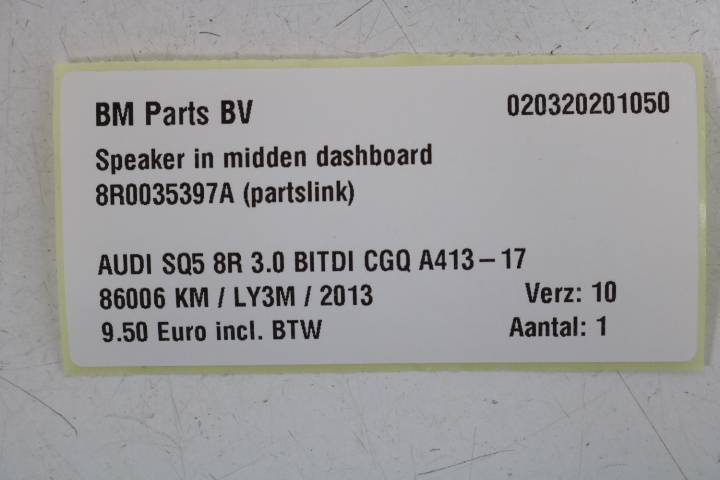 BM Parts BV 020320201050
Speaker in midden dashboard
8R0035397A (partslink)
AUDI SQ5 8R 3.0 BITDI CGQ A413-17
86006 KM / LY3M / 2013 Verz: 10
9.50 Euro incl. BTW Aantal: 1